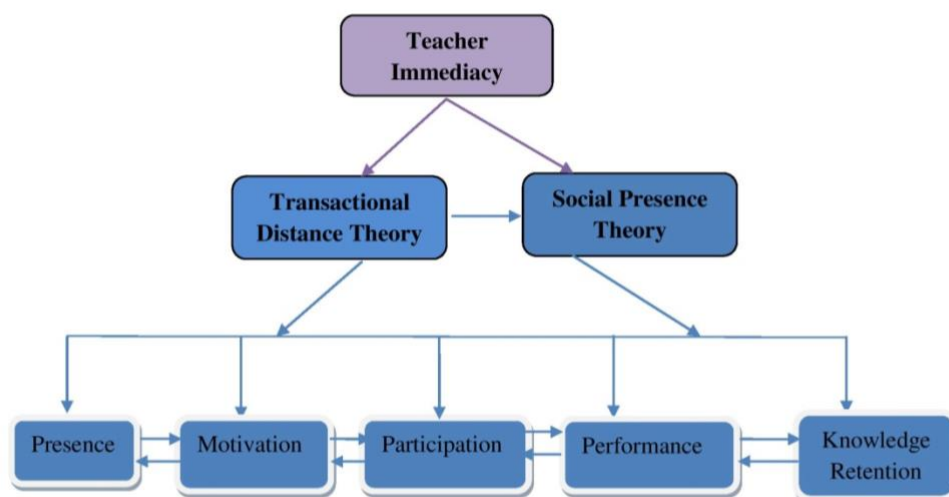 Teacher
Immediacy
Transactional
Distance Theory
Social Presence
Theory
Presence
Motivation
Participation
Performance
Knowledge
Retention